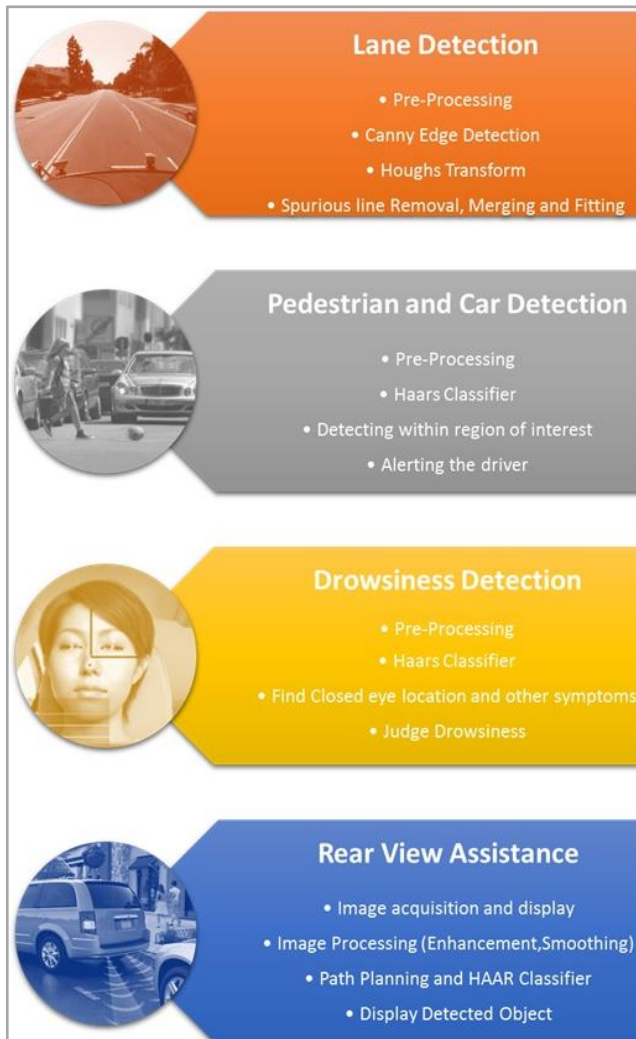 Lane Detection
• Pre-Processing
• Canny Edge Detection
• Houghs Transform
• Spurious line Removal, Merging and Fitting
Pedestrian and Car Detection
• Pre-Processing
• Haars Classifier
• Detecting within region of interest
• Alerting the driver
Drowsiness Detection
• Pre-Processing
• Haars Classifier
• Find Closed eye location and other symptoms
• Judge Drowsiness
Rear View Assistance
• Image acquisition and display
• Image Processing (Enhancement,Smoothing)
• Path Planning and HAAR Classifier
• Display Detected Object